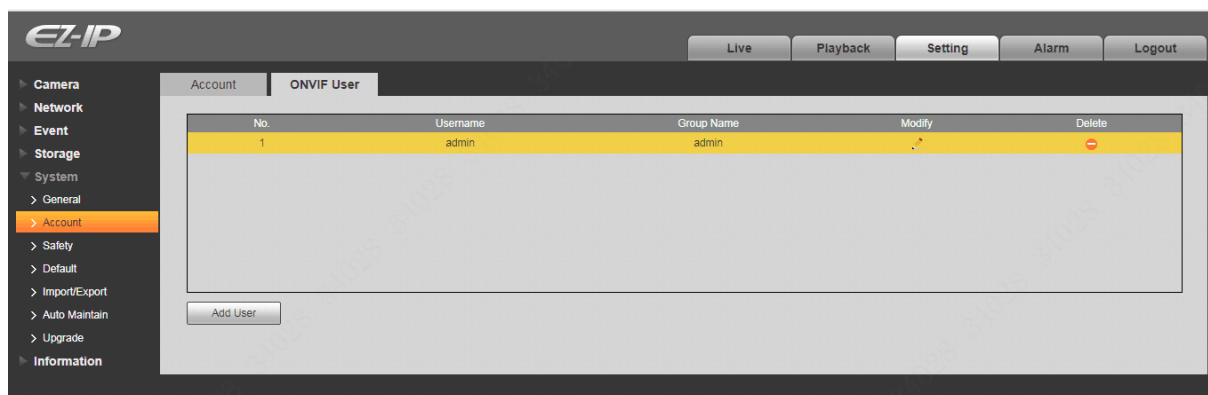 EZ-IP
Live Playback Setting Alarm Logout
Camera
Network
Event
Storage
System
General
Account
Safety
Default
Import/Export
Auto Maintain
Upgrade
Information
Account ONVIF User
No. Username Group Name Modify Delete
1 admin admin
Add User